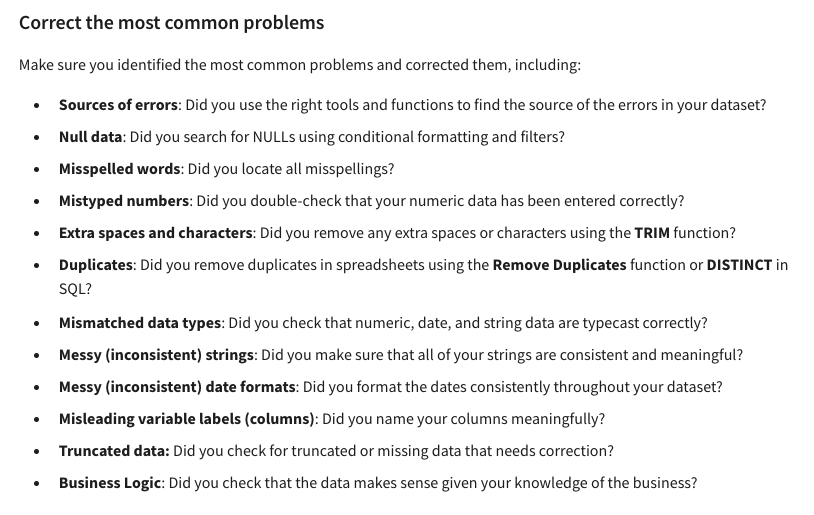 Correct the most common problems
Make sure you identified the most common problems and corrected them, including:
• Sources of errors: Did you use the right tools and functions to find the source of the errors in your dataset?
• Null data: Did you search for NULLs using conditional formatting and filters?
• Misspelled words: Did you locate all misspellings?
• Mistyped numbers: Did you double-check that your numeric data has been entered correctly?
• Extra spaces and characters: Did you remove any extra spaces or characters using the TRIM function?
• Duplicates: Did you remove duplicates in spreadsheets using the Remove Duplicates function or DISTINCT in
SQL?
• Mismatched data types: Did you check that numeric, date, and string data are typecast correctly?
• Messy (inconsistent) strings: Did you make sure that all of your strings are consistent and meaningful?
• Messy (inconsistent) date formats: Did you format the dates consistently throughout your dataset?
• Misleading variable labels (columns): Did you name your columns meaningfully?
• Truncated data: Did you check for truncated or missing data that needs correction?
• Business Logic: Did you check that the data makes sense given your knowledge of the business?